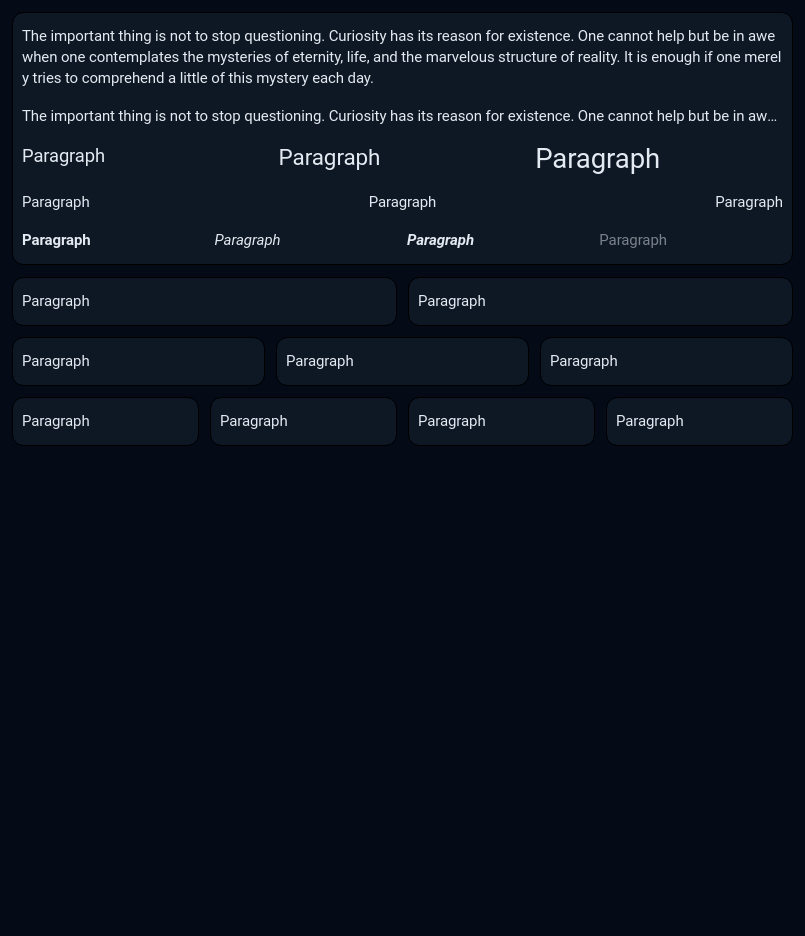 The important thing is not to stop questioning. Curiosity has its reason for existence. One cannot help but be in awe
when one contemplates the mysteries of eternity, life, and the marvelous structure of reality. It is enough if one merel
y tries to comprehend a little of this mystery each day.
The important thing is not to stop questioning. Curiosity has its reason for existence. One cannot help but be in aw…
Paragraph Paragraph Paragraph
Paragraph Paragraph Paragraph
Paragraph Paragraph Paragraph Paragraph
Paragraph Paragraph
Paragraph Paragraph Paragraph
Paragraph Paragraph Paragraph Paragraph